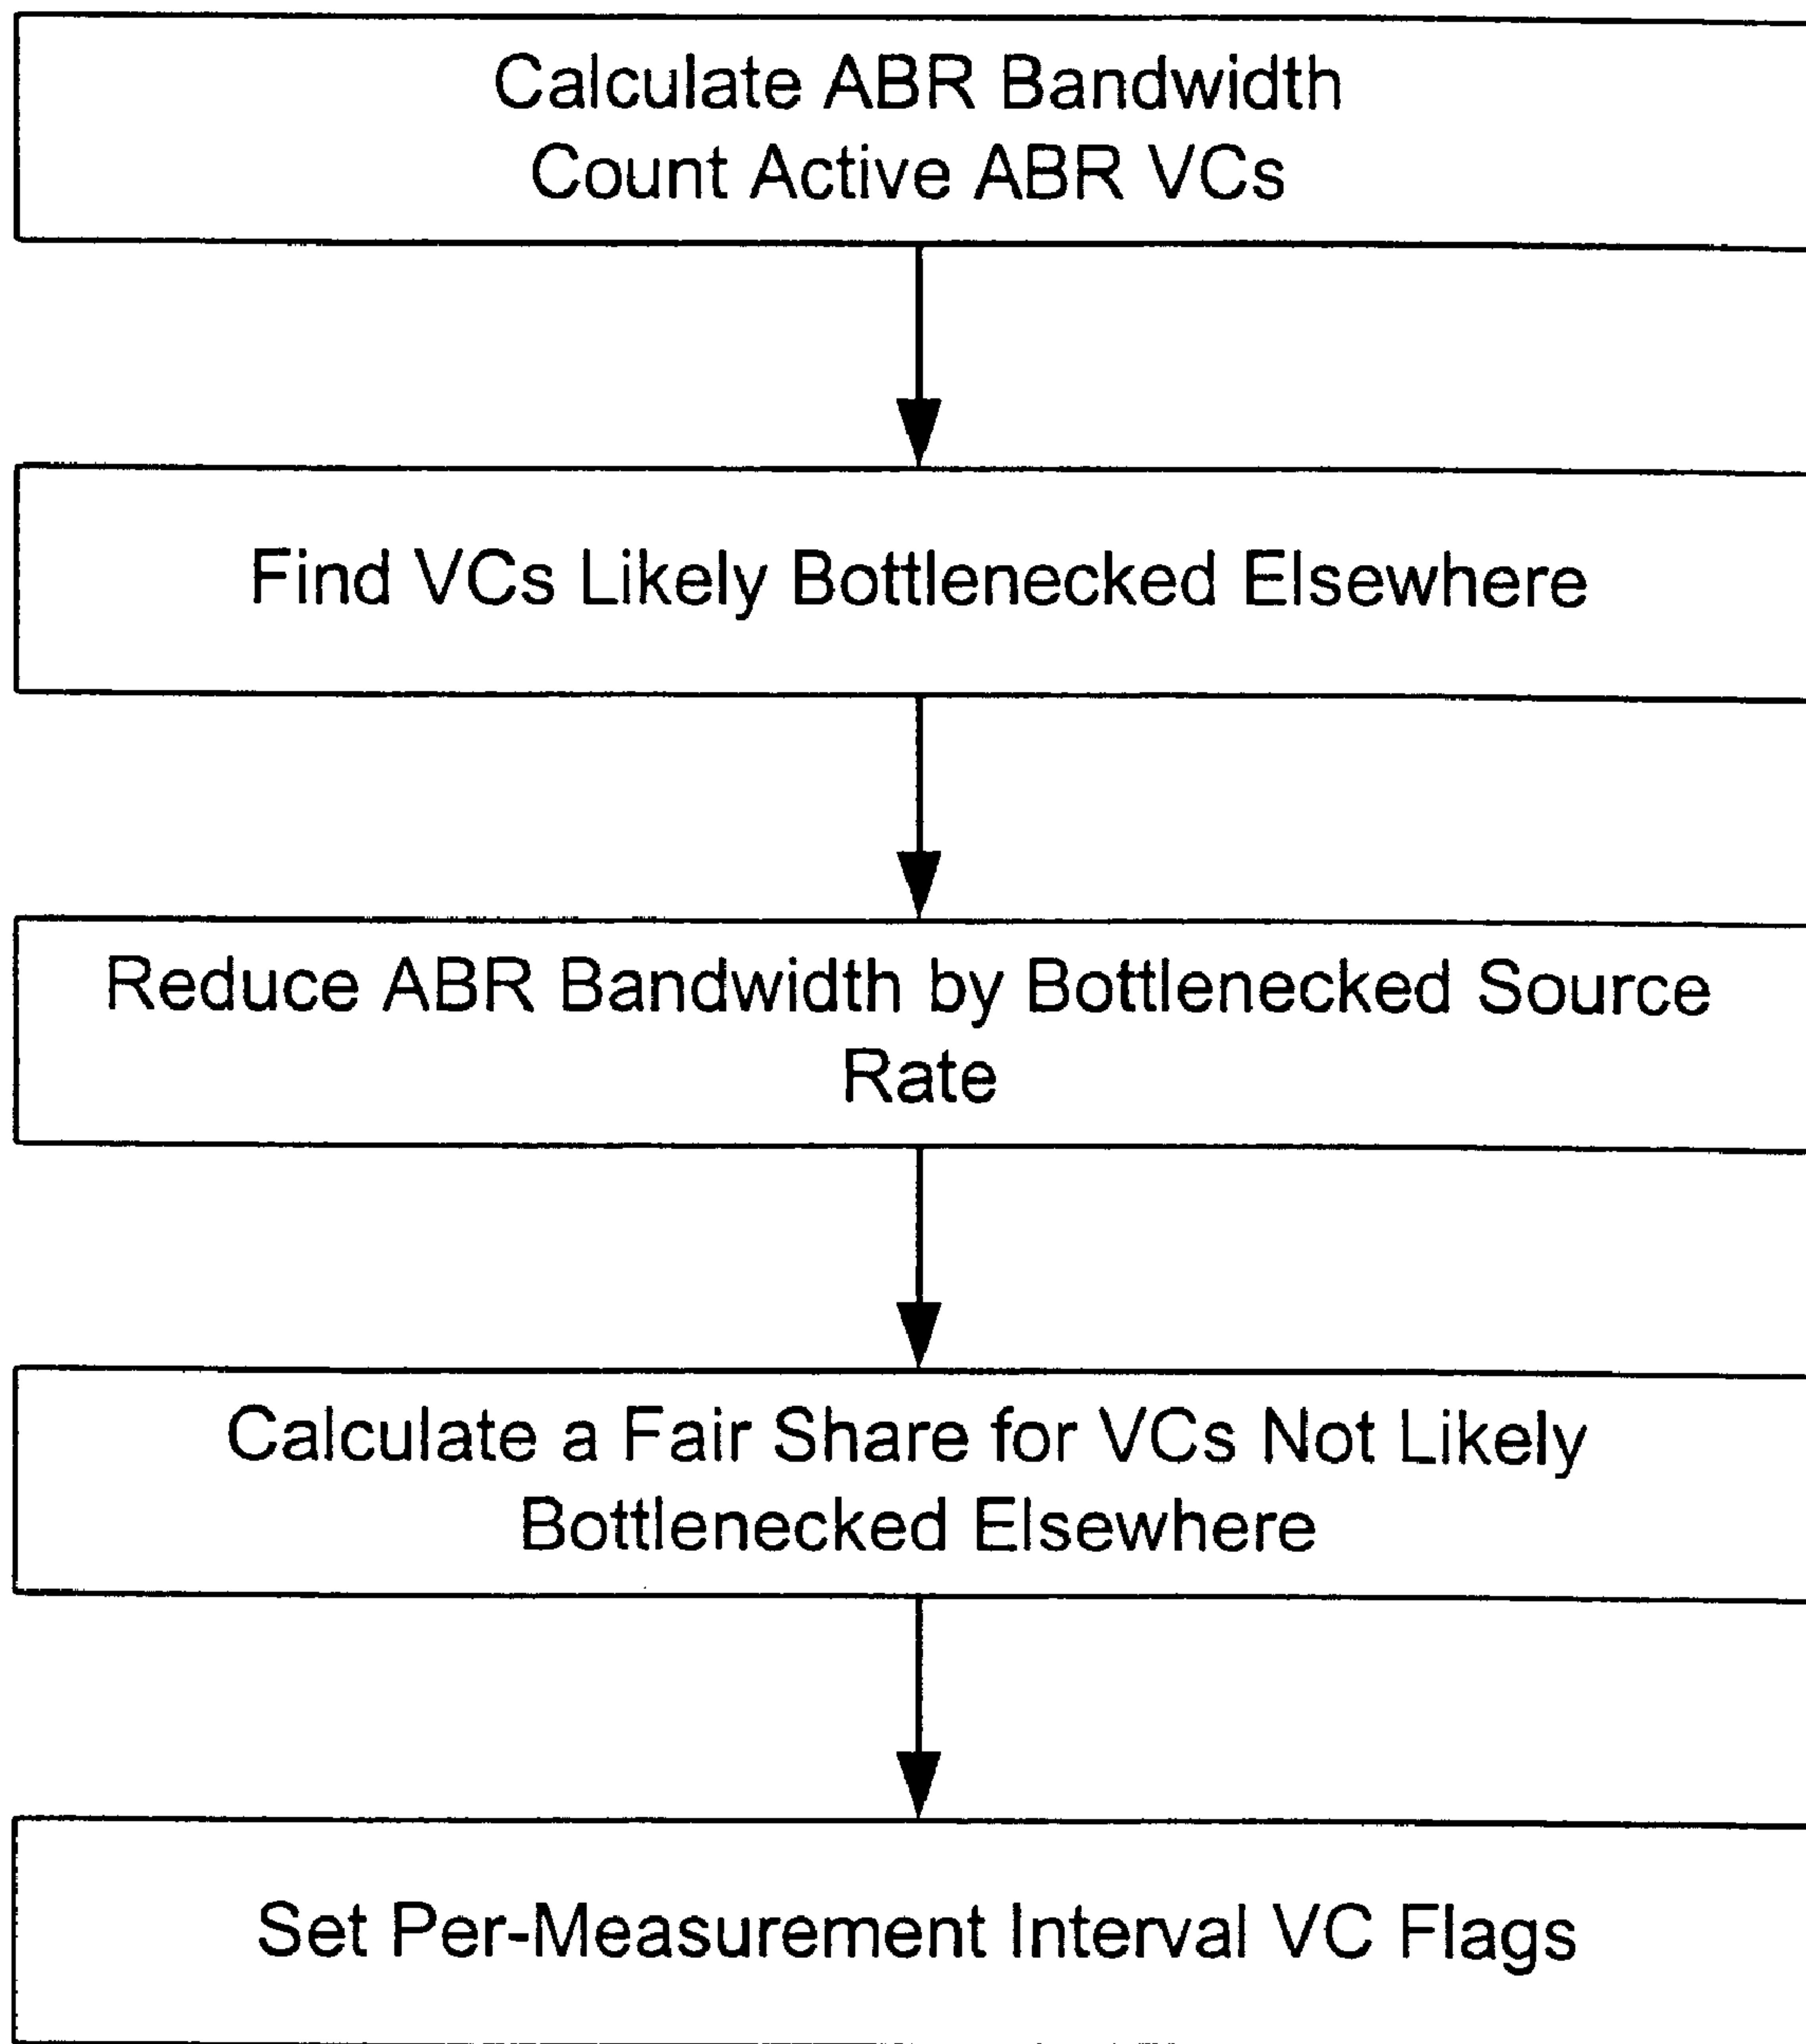 Calculate ABR Bandwidth
Count Active ABR VCs
Find VCs Likely Bottlenecked Elsewhere
Reduce ABR Bandwidth by Bottlenecked Source
Rate
Calculate a Fair Share for VCs Not Likely
Bottlenecked Elsewhere
Set Per-Measurement Interval VC Flags